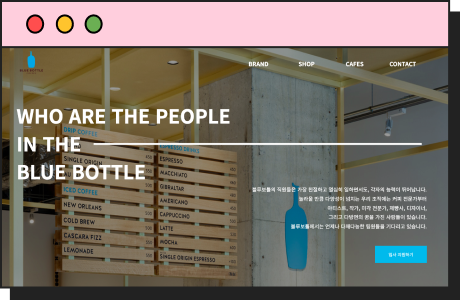 BRAND SHOP CAFES CONTACT
WHO ARE THE PEOPLE
IN THE
BLUE BOTTLE
DRIP COFFEE
SINGLE ORIGIN
ICED COFFEE
NEW ORLEANS
COLD BREW
CASCARA FIZZ
LEMONADE
ESPRESSO DRINKS
ESPRESSO
MACCHIATO
GIBRALTAR
AMERICANO
CAPPUCCINO
LATTE
MOCHA
SINGLE ORIGIN ESPRESSO
블루보틀의 직원들은 가장 친절하고 열심히 일하면서도, 각자의 능력이 뛰어납니다.
놀라울 만큼 다양성이 넘치는 우리 조직에는 커피 전문가부터
아티스트, 작가, 미각 전문가, 제빵사, 디자이너,
그리고 다방면의 퀸을 가진 사람들이 있습니다.
블루보틀에서는 언제나 다재다능한 팀원들을 기다리고 있습니다.
입사 지원하기